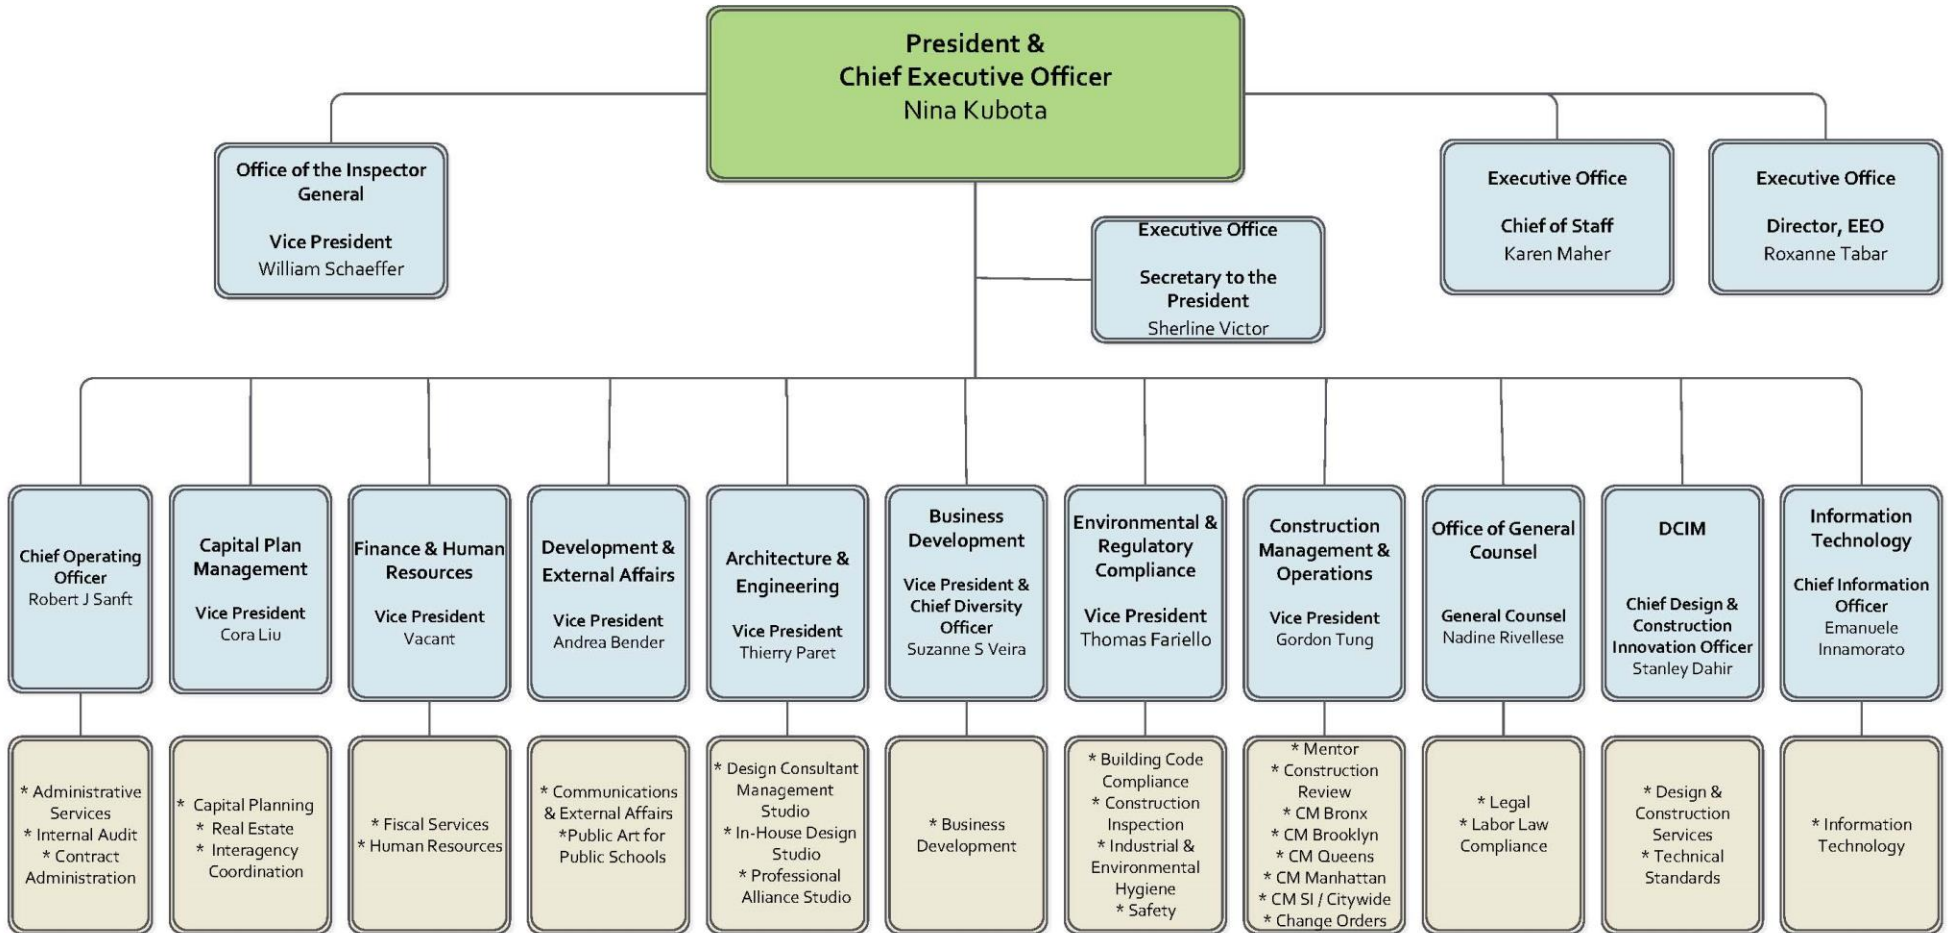 President &
Chief Executive Officer
Nina Kubota
Office of the Inspector
General
Vice President
William Schaeffer
Executive Office
Secretary to the
President
Sherline Victor
Executive Office
Chief of Staff
Karen Maher
Executive Office
Director, EEO
Roxanne Tabar
Chief Operating
Officer
Robert J Sanft
Capital Plan
Management
Vice President
Cora Liu
Finance & Human
Resources
Vice President
Vacant
Development &
External Affairs
Vice President
Andrea Bender
Architecture &
Engineering
Vice President
Thierry Paret
Business
Development
Vice President &
Chief Diversity
Officer
Suzanne S Veira
Environmental &
Regulatory
Compliance
Vice President
Thomas Fariello
Construction
Management &
Operations
Vice President
Gordon Tung
Office of General
Counsel
General Counsel
Nadine Rivellese
DCIM
Chief Design &
Construction
Innovation Officer
Stanley Dahir
Information
Technology
Chief Information
Officer
Emanuele
Innamorato
* Administrative
Services
* Internal Audit
* Contract
Administration
* Capital Planning
* Real Estate
* Interagency
Coordination
* Fiscal Services
* Human Resources
* Communications
& External Affairs
*Public Art for
Public Schools
* Design Consultant
Management
Studio
* In-House Design
Studio
* Professional
Alliance Studio
* Business
Development
* Building Code
Compliance
* Construction
Inspection
* Industrial &
Environmental
Hygiene
* Safety
* Mentor
* Construction
Review
* CM Bronx
* CM Brooklyn
* CM Queens
* CM Manhattan
* CM SI / Citywide
* Change Orders
* Legal
* Labor Law
Compliance
* Design &
Construction
Services
* Technical
Standards
* Information
Technology